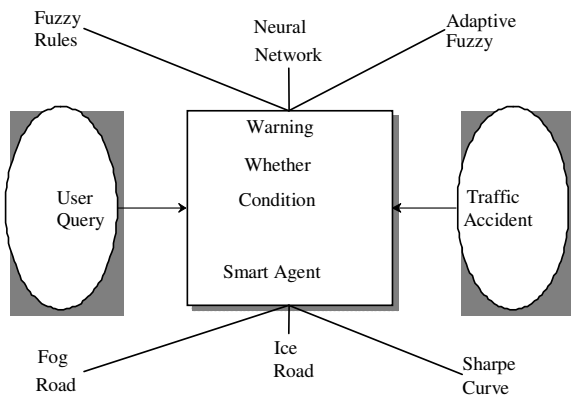 Fuzzy
Rules
Neural
Network
Adaptive
Fuzzy
Warning
Whether
Condition
Smart Agent
User
Query
Traffic
Accident
Fog
Road
Ice
Road
Sharpe
Curve